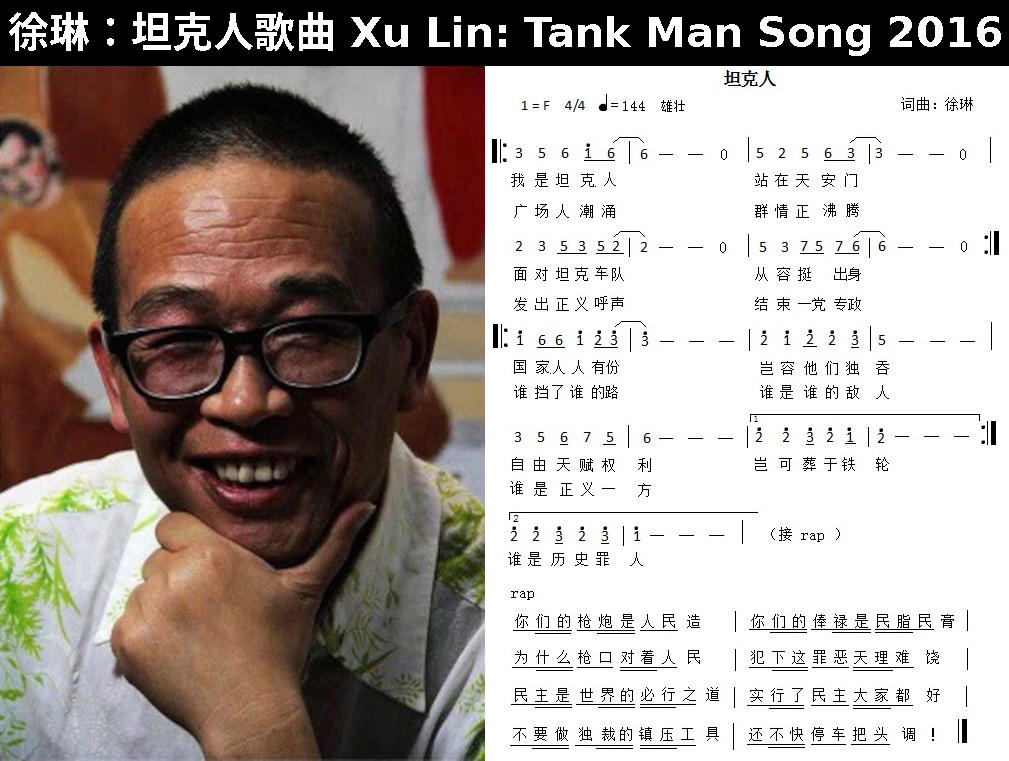 徐琳：坦克人歌曲 Xu Lin: Tank Man Song 2016
坦克人
1 = F 4/4 ♩= 144 雄壮 词曲：徐琳
3 5 6 1 6 | 6 — — 0 | 5 2 5 6 3 | 3 — — 0 |
我是坦克人 站在天安门
广场人潮涌 群情正沸腾
2 3 5 3 5 2 | 2 — — 0 | 5 3 7 5 7 6 | 6 — — 0
面对坦克车队 从容挺出身
发出正义呼声 结束一党专政
1 6 6 1 2 3 | 3 — — — | 2 1 2 2 3 | 5 — — — |
国家人人有份 岂容他们独吞
谁挡了谁的路 谁是谁的敌人
3 5 6 7 5 | 6 — — — | 1 2 2 3 2 1 | 2 — — —
自由天赋权利 岂可葬于铁轮
谁是正义一方
2
2 2 3 2 3 | 1 — — — | （接 rap ）
谁是历史罪人
rap
你们的枪炮是人民造 | 你们的俸禄是民脂民膏 |
为什么枪口对着人民 | 犯下这罪恶天理难饶 |
民主是世界的必行之道 | 实行了民主大家都好 |
不要做独裁的镇压工具 | 还不快停车把头调！